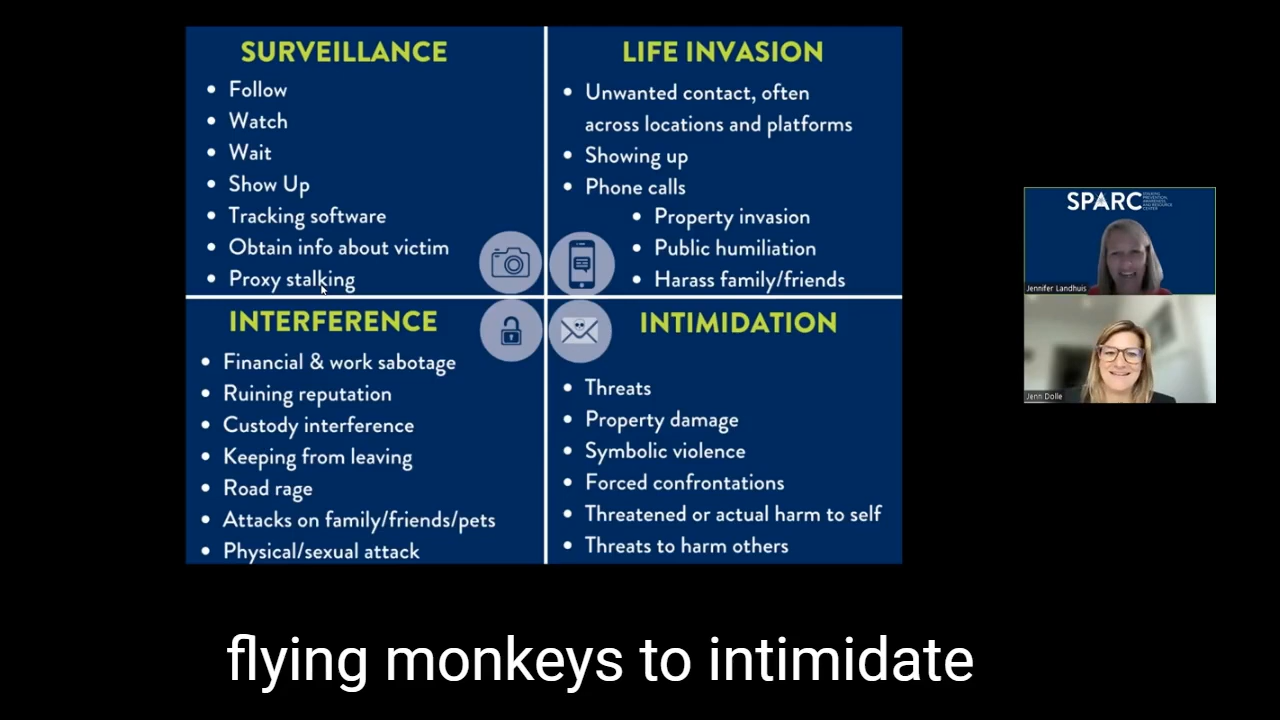 SURVEILLANCE
Follow
Watch
Wait
Show Up
Tracking software
Obtain info about victim
Proxy stalking
LIFE INVASION
Unwanted contact, often
across locations and platforms
Showing up
Phone calls
Property invasion
Public humiliation
Harass family/friends
INTERFERENCE
Financial & work sabotage
Ruining reputation
Custody interference
Keeping from leaving
Road rage
Attacks on family/friends/pets
Physical/sexual attack
INTIMIDATION
Threats
Property damage
Symbolic violence
Forced confrontations
Threatened or actual harm to self
Threats to harm others
SPARC
Jennifer Landhuis
Jenn Dolle
flying monkeys to intimidate